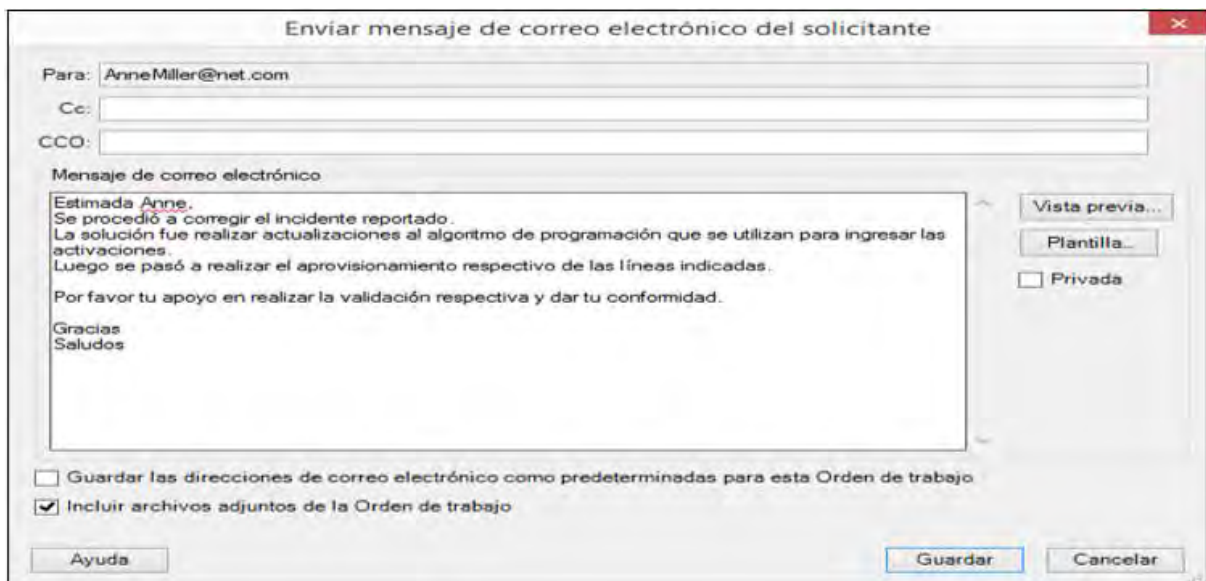 Enviar mensaje de correo electrónico del solicitante
Para: AnneMiller@net.com
Cc:
CCO:
Mensaje de correo electrónico
Estimada Anne,
Se procedió a corregir el incidente reportado.
La solución fue realizar actualizaciones al algoritmo de programación que se utilizan para ingresar las
activaciones.
Luego se pasó a realizar el aprovisionamiento respectivo de las líneas indicadas.
Por favor tu apoyo en realizar la validación respectiva y dar tu conformidad.
Gracias
Saludos
Vista previa...
Plantilla...
Privada
Guardar las direcciones de correo electrónico como predeterminadas para esta Orden de trabajo
Incluir archivos adjuntos de la Orden de trabajo
Ayuda
Guardar
Cancelar